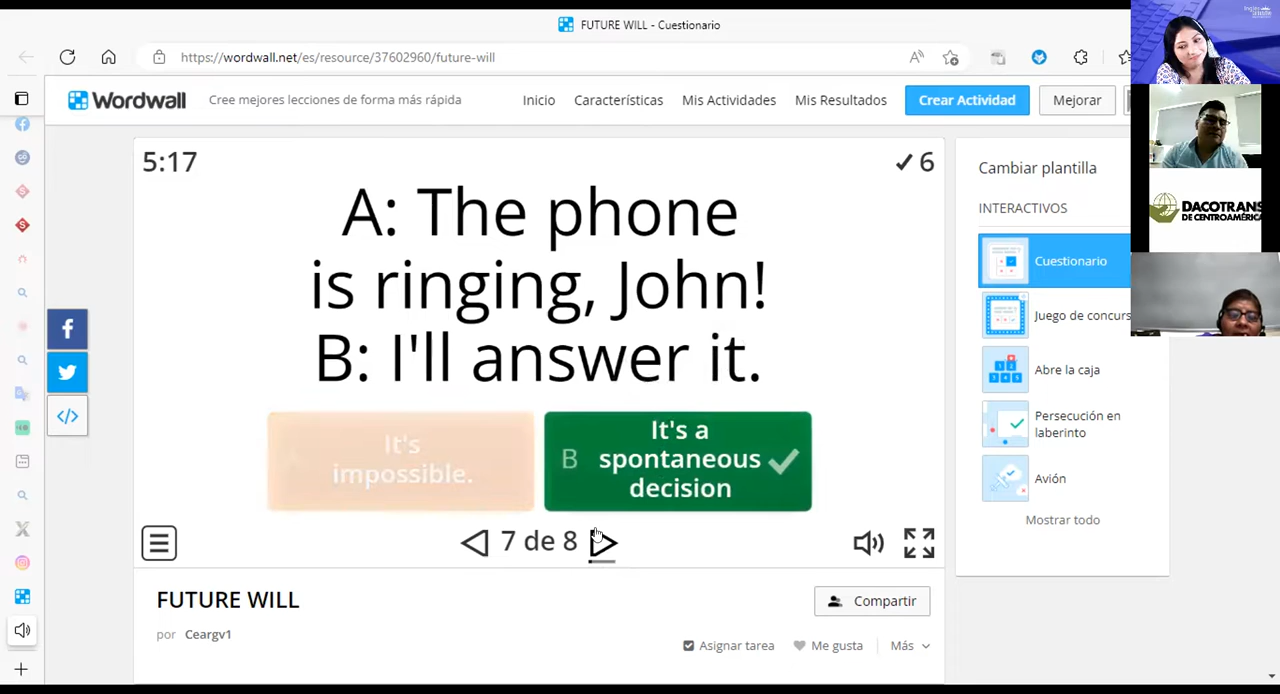 FUTURE WILL - Cuestionario
https://wordwall.net/es/resource/37602960/future-will
Wordwall
Cree mejores lecciones de forma más rápida
Inicio
Características
Mis Actividades
Mis Resultados
Crear Actividad
Mejorar
5:17
6
A: The phone
is ringing, John!
B: I'll answer it.
It's
impossible.
B
It's a
spontaneous
decision
7 de 8
FUTURE WILL
por Ceargv1
Compartir
Asignar tarea
Me gusta
Más
Cambiar plantilla
INTERACTIVOS
Cuestionario
Juego de concurs
Abre la caja
Persecución en
laberinto
Avión
Mostrar todo
DACOTRANS
DE CENTROAMÉRICA